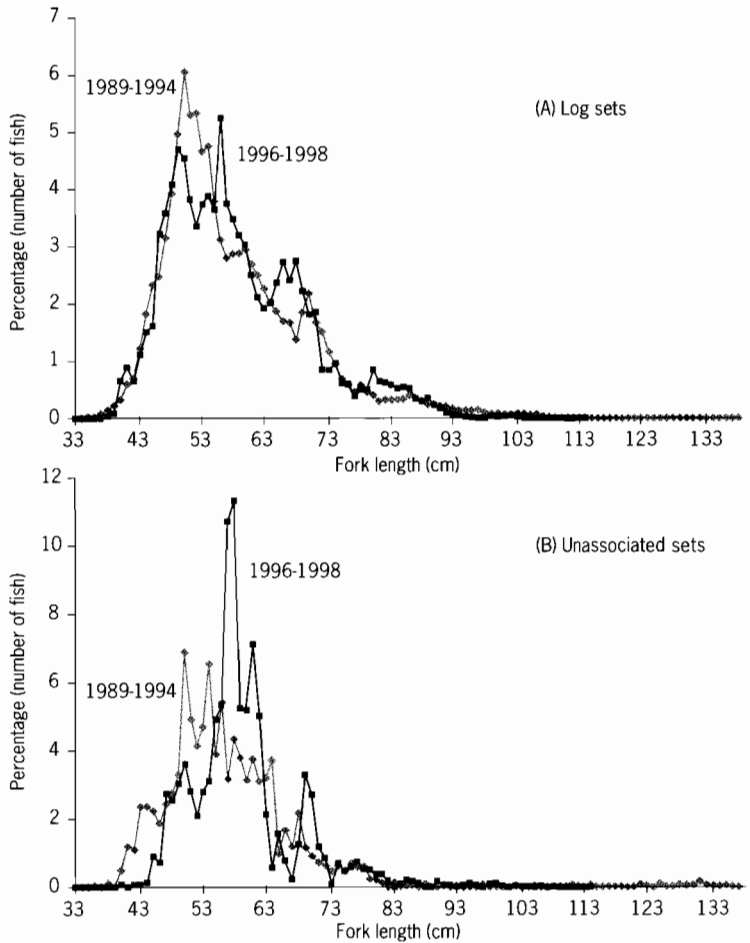 7
6
5
4
3
2
1
0
Percentage (number of fish)
1989-1994
1996-1998
(A) Log sets
33 43 53 63 73 83 93 103 113 123 133
Fork length (cm)
12
10
8
6
4
2
0
Percentage (number of fish)
1989-1994
1996-1998
(B) Unassociated sets
33 43 53 63 73 83 93 103 113 123 133
Fork length (cm)